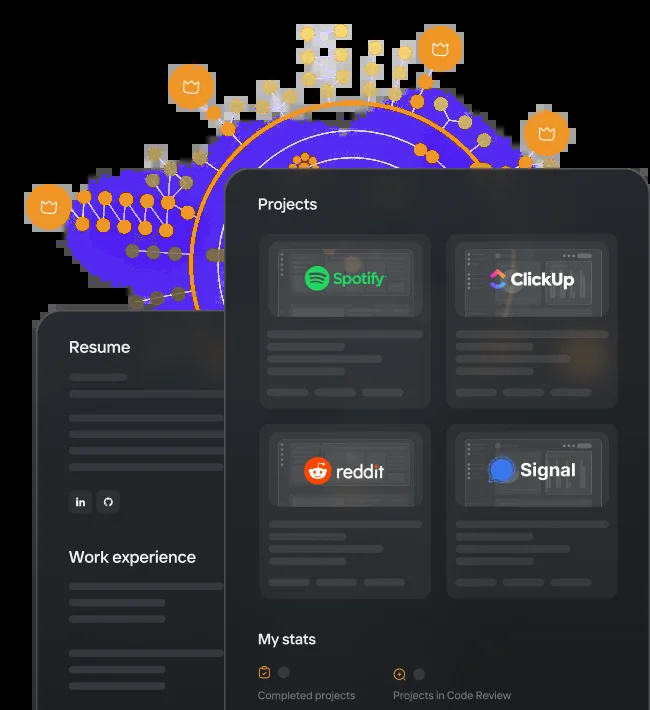 Projects
Spotify
ClickUp
Resume
reddit
Signal
in
Work experience
My stats
Completed projects
Projects in Code Review